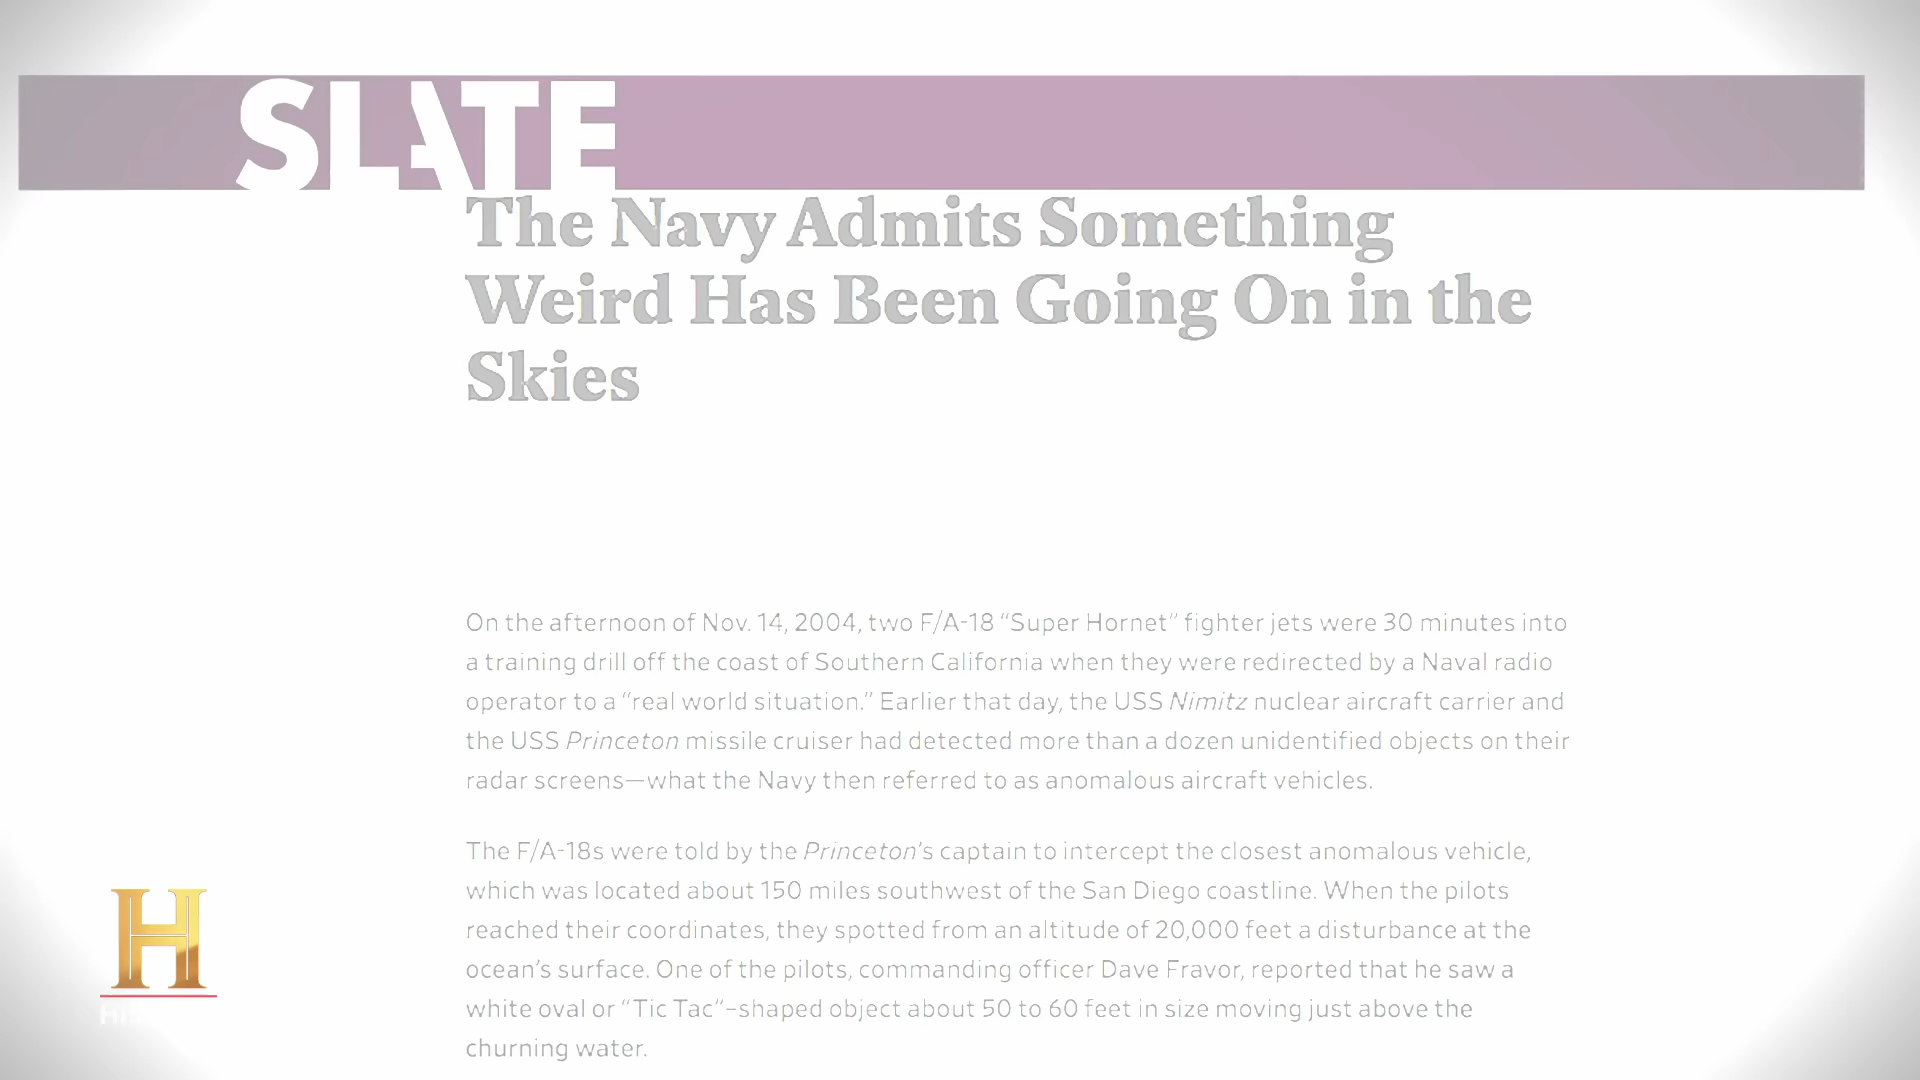 SLATE
The Navy Admits Something
Weird Has Been Going On in the
Skies
On the afternoon of Nov. 14, 2004, two F/A-18 “Super Hornet” fighter jets were 30 minutes into
a training drill off the coast of Southern California when they were redirected by a Naval radio
operator to a “real world situation.” Earlier that day, the USS Nimitz nuclear aircraft carrier and
the USS Princeton missile cruiser had detected more than a dozen unidentified objects on their
radar screens—what the Navy then referred to as anomalous aircraft vehicles.
The F/A-18s were told by the Princeton’s captain to intercept the closest anomalous vehicle,
which was located about 150 miles southwest of the San Diego coastline. When the pilots
reached their coordinates, they spotted from an altitude of 20,000 feet a disturbance at the
ocean’s surface. One of the pilots, commanding officer Dave Fravor, reported that he saw a
white oval or “Tic Tac”–shaped object about 50 to 60 feet in size moving just above the
churning water.
H